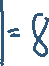 | = 8